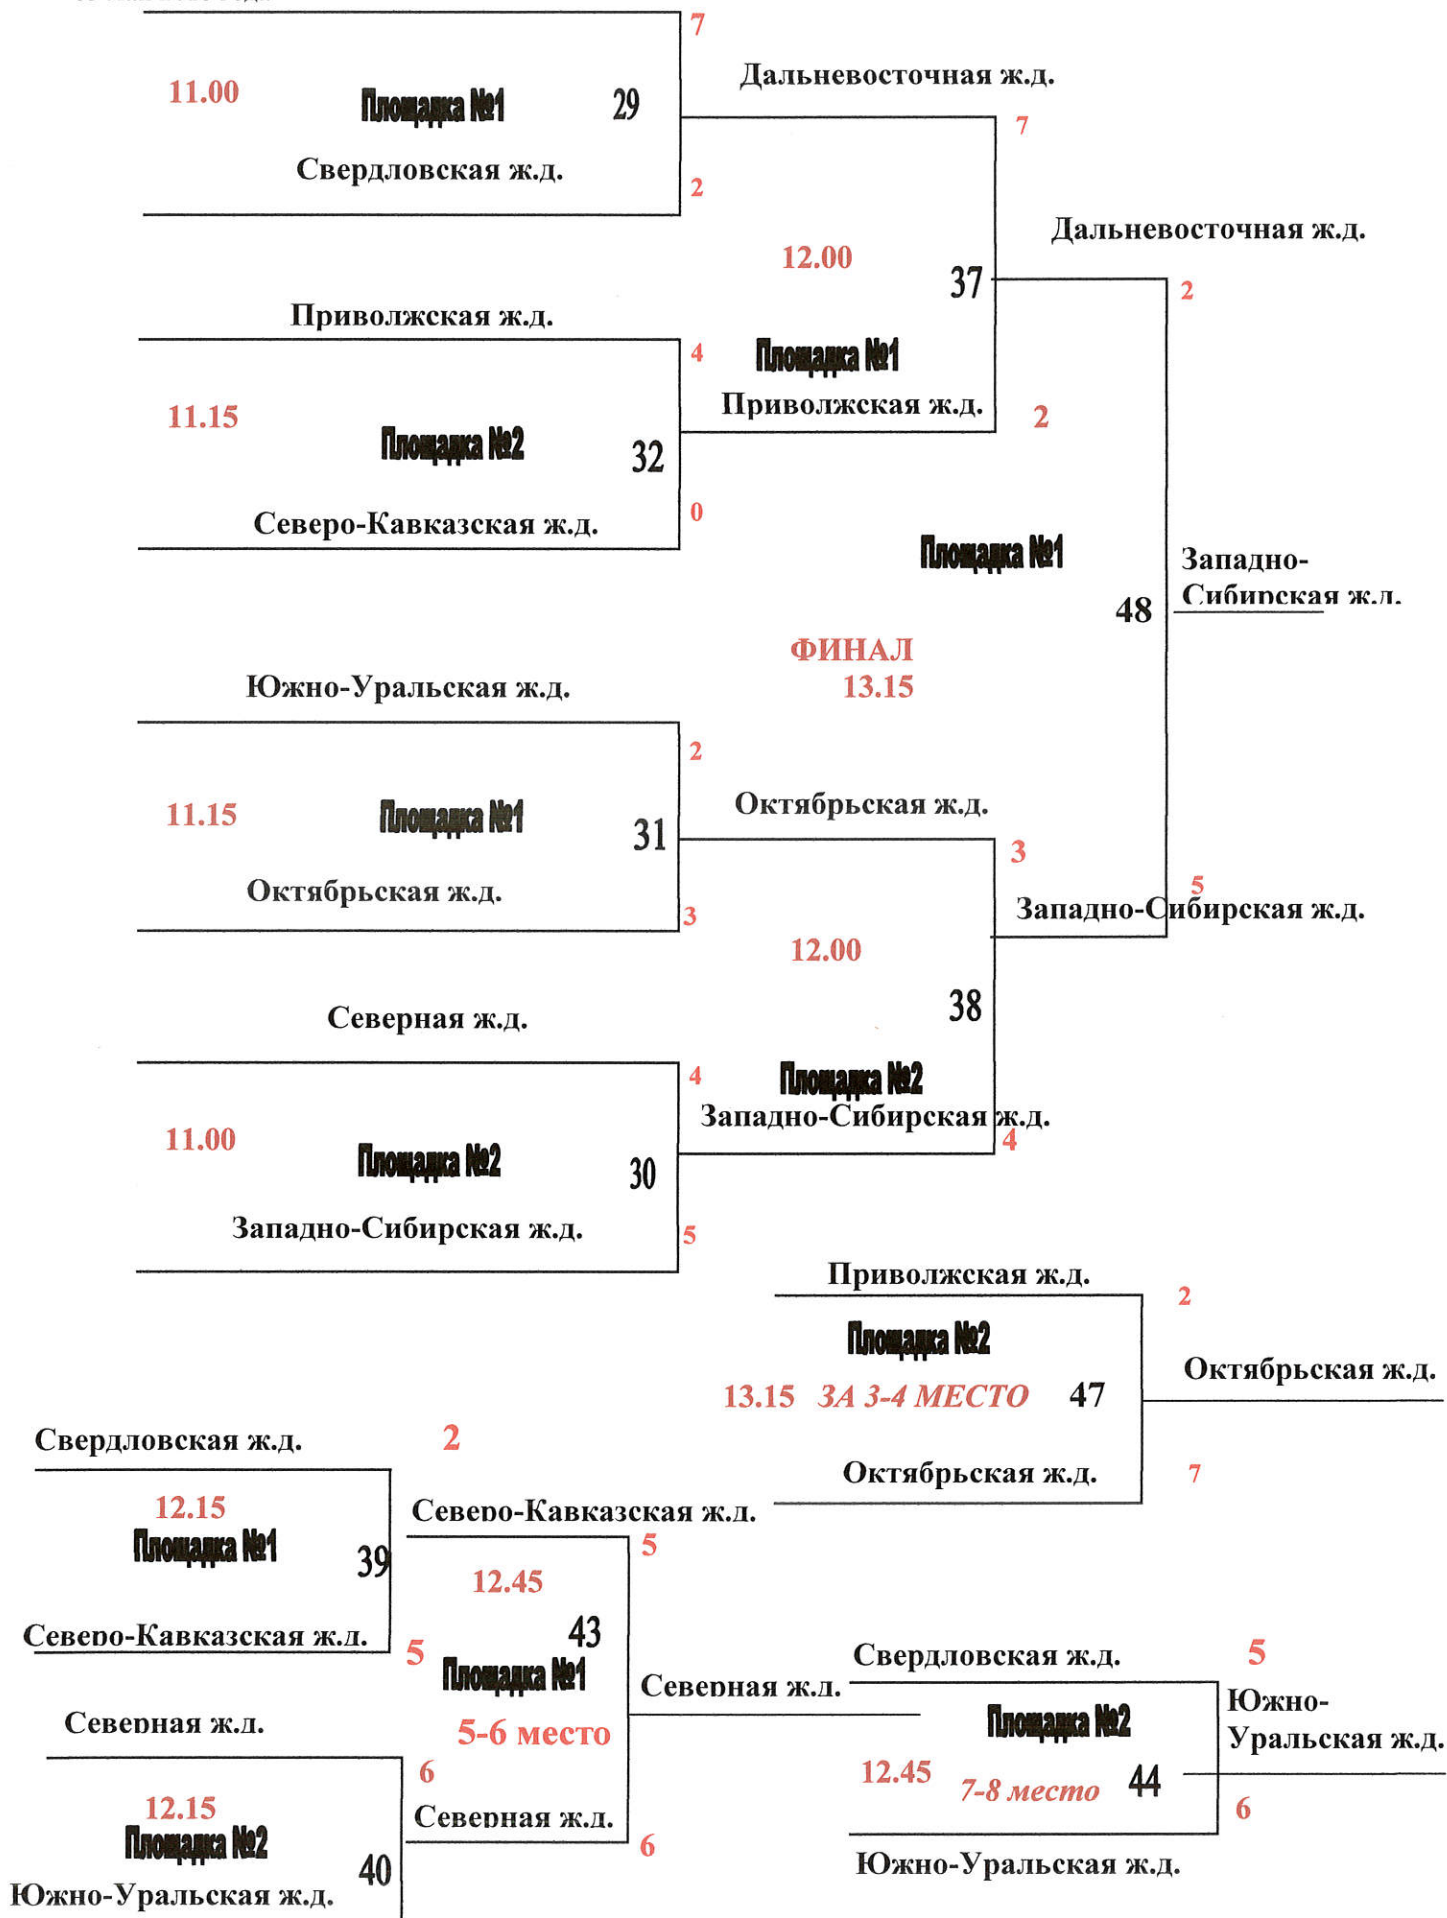 7
Дальневосточная ж.д.
11.00
Площадка №1
29
7
Свердловская ж.д.
2
Дальневосточная ж.д.
12.00
37
2
Приволжская ж.д.
4
Площадка №1
Приволжская ж.д.
2
11.15
Площадка №2
32
Северо-Кавказская ж.д.
0
Площадка №1
Западно-
Сибирская ж.д.
48
ФИНАЛ
13.15
Южно-Уральская ж.д.
2
Октябрьская ж.д.
11.15
Площадка №1
31
3
Октябрьская ж.д.
3
5
Западно-Сибирская ж.д.
12.00
38
Северная ж.д.
4
Площадка №2
Западно-Сибирская ж.д.
4
11.00
Площадка №2
30
Западно-Сибирская ж.д.
5
Приволжская ж.д.
2
Площадка №2
13.15 ЗА 3-4 МЕСТО 47
Октябрьская ж.д.
Октябрьская ж.д.
7
Свердловская ж.д.
2
12.15
Площадка №1
39
Северо-Кавказская ж.д.
5
Северо-Кавказская ж.д.
5
12.45
43
Площадка №1
5-6 место
Северная ж.д.
Северная ж.д.
6
12.15
Площадка №2
40
Южно-Уральская ж.д.
Северная ж.д.
6
Свердловская ж.д.
5
Площадка №2
Южно-
Уральская ж.д.
12.45
7-8 место
44
6
Южно-Уральская ж.д.